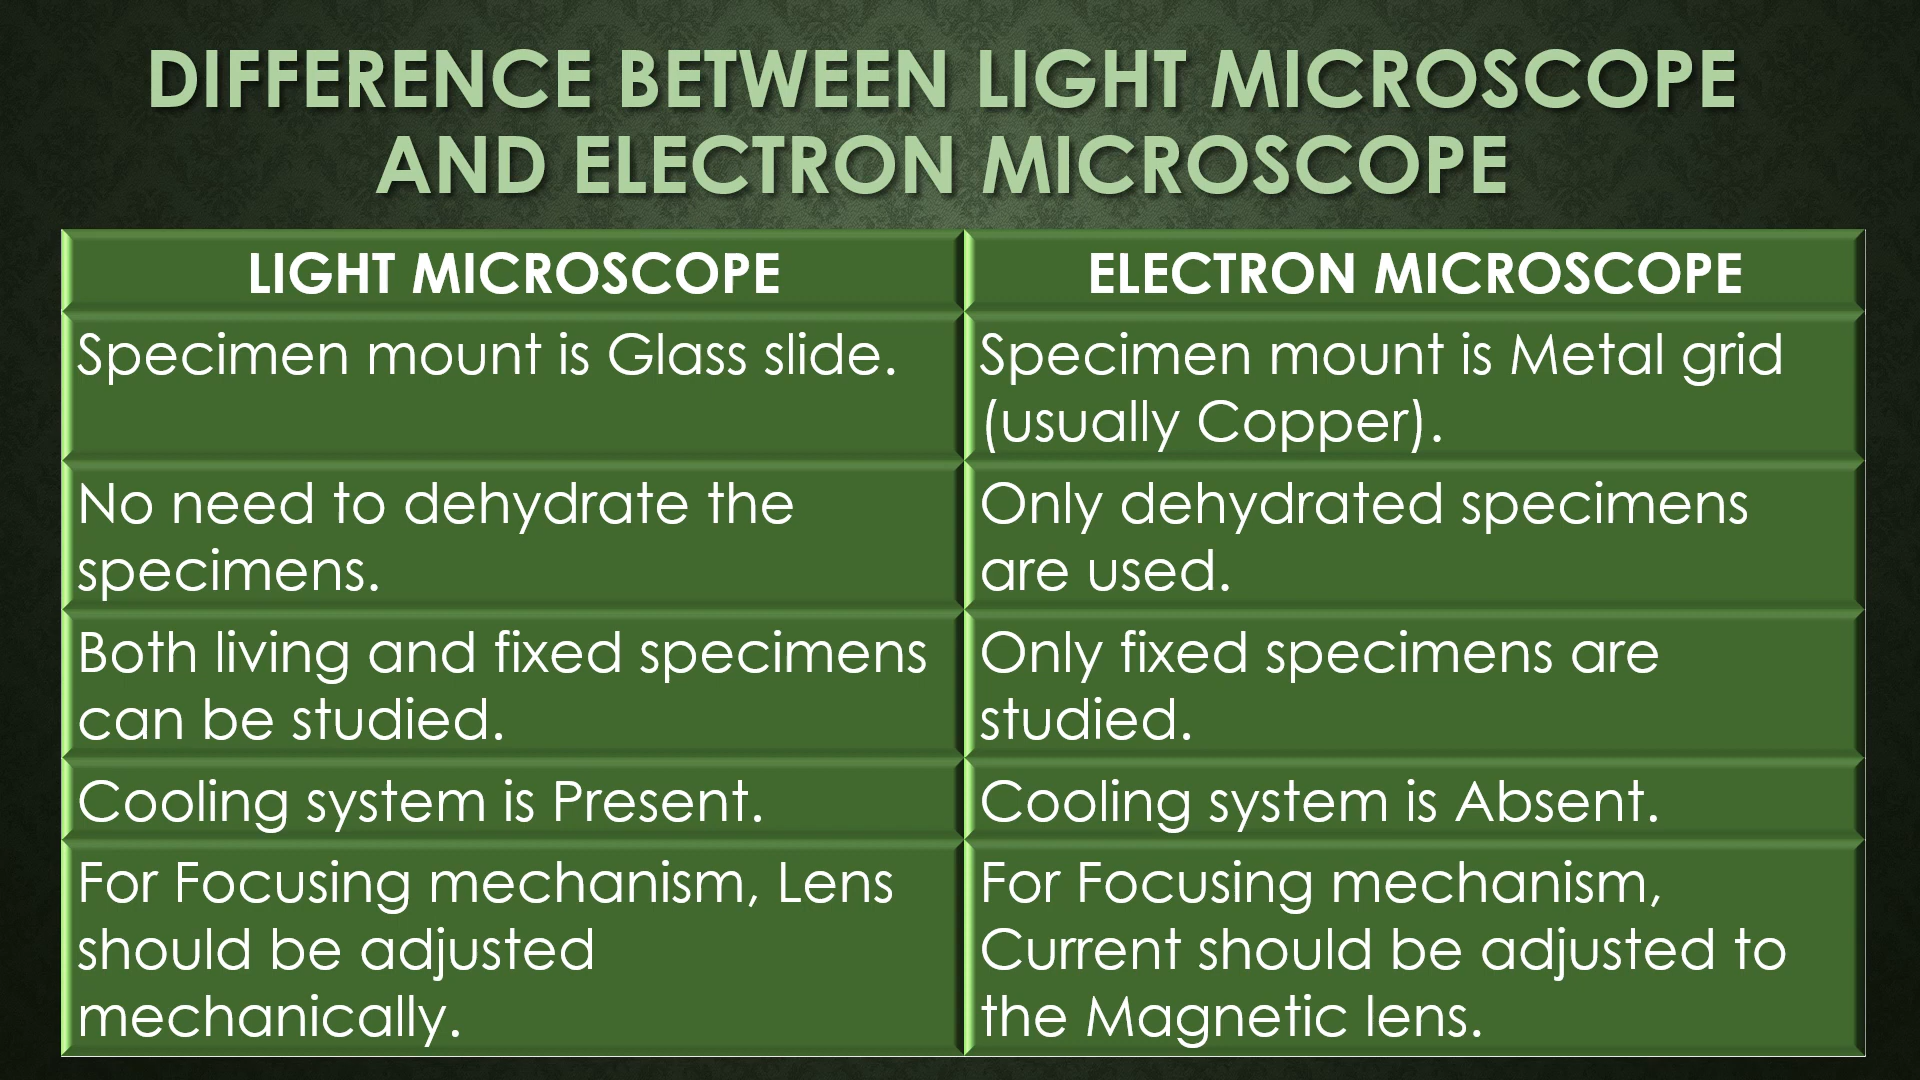 DIFFERENCE BETWEEN LIGHT MICROSCOPE
AND ELECTRON MICROSCOPE
LIGHT MICROSCOPE
ELECTRON MICROSCOPE
Specimen mount is Glass slide.
Specimen mount is Metal grid
(usually Copper).
No need to dehydrate the
specimens.
Only dehydrated specimens
are used.
Both living and fixed specimens
can be studied.
Only fixed specimens are
studied.
Cooling system is Present.
Cooling system is Absent.
For Focusing mechanism, Lens
should be adjusted
mechanically.
For Focusing mechanism,
Current should be adjusted to
the Magnetic lens.